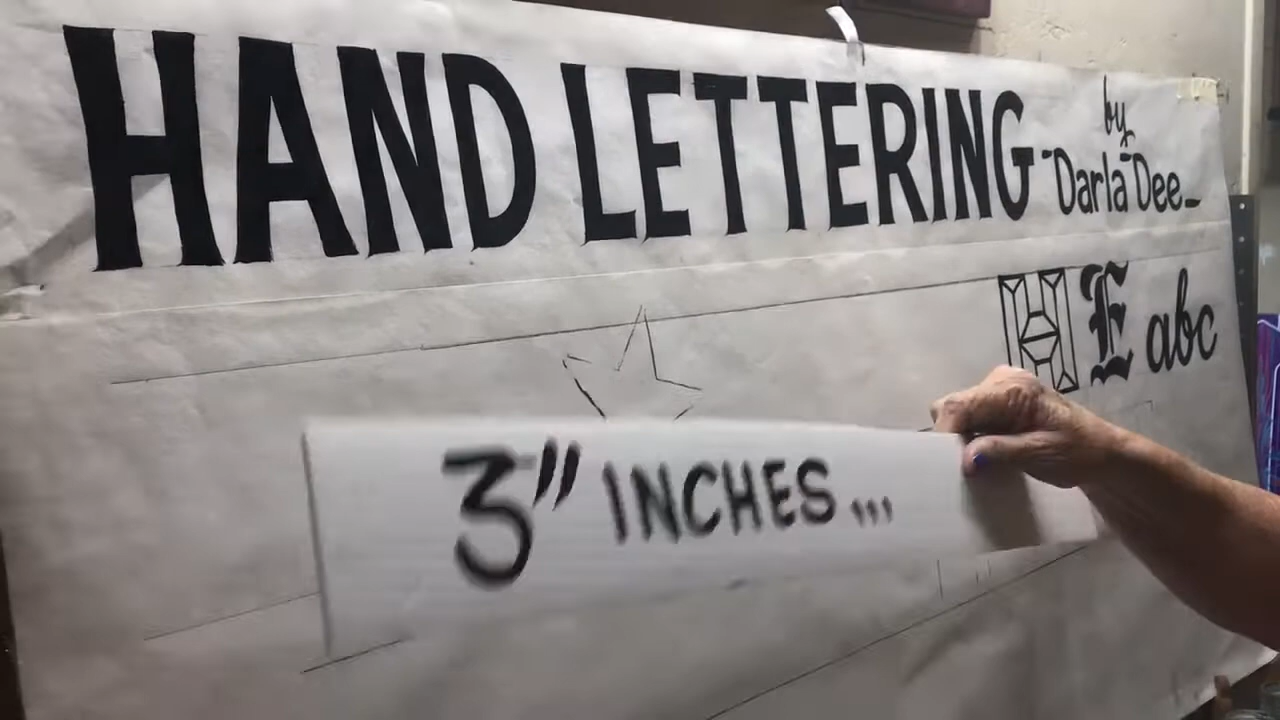 HAND LETTERING
by
-Darla Dee-
H E abc
3" INCHES...